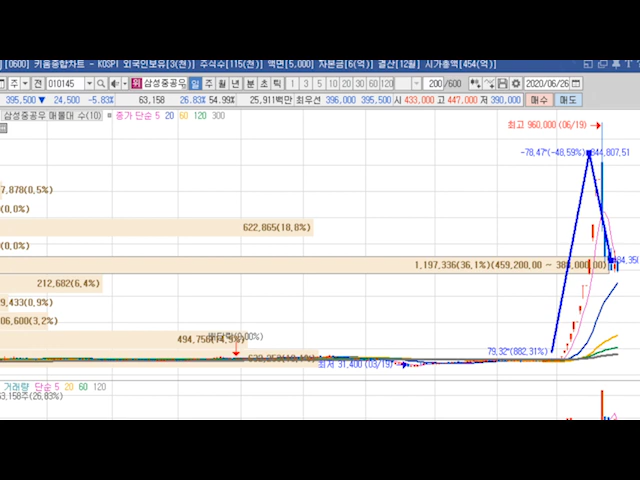 [0600] 키움종합차트 - KOSPI 외국인보유[3(천)] 주식수[115(천)] 액면[5,000] 자본금[6(억)] 결산[12월] 시가총액[454(억)]
주 010145 위 삼성중공우 일 주 월 년 분 초 틱 1 3 5 10 20 30 60 120 200 /600 2020/06/26
395,500 ▼ 24,500 -5.83% 63,158 26.83% 54.99% 25,911백만 최우선 396,000 395,500 시 433,000 고 447,000 저 390,000 매수 매도
삼성중공우 매물대 수(10) 종가 단순 5 20 60 120 300
최고 960,000 (06/19)
-78,47*(-48,59%)
7,878(0,5%)
(0,0%)
622,865(18,8%)
(0,0%)
1,197,336(36,1%)(459,200,00 - 38
212,682(6,4%)
9,433(0,9%)
06,600(3,2%)
494,756(14,9%)
79,32*(882,31%)
최저 31,400 (03/19)
거래량 단순 5 20 60 120
63,158주(26,83%)